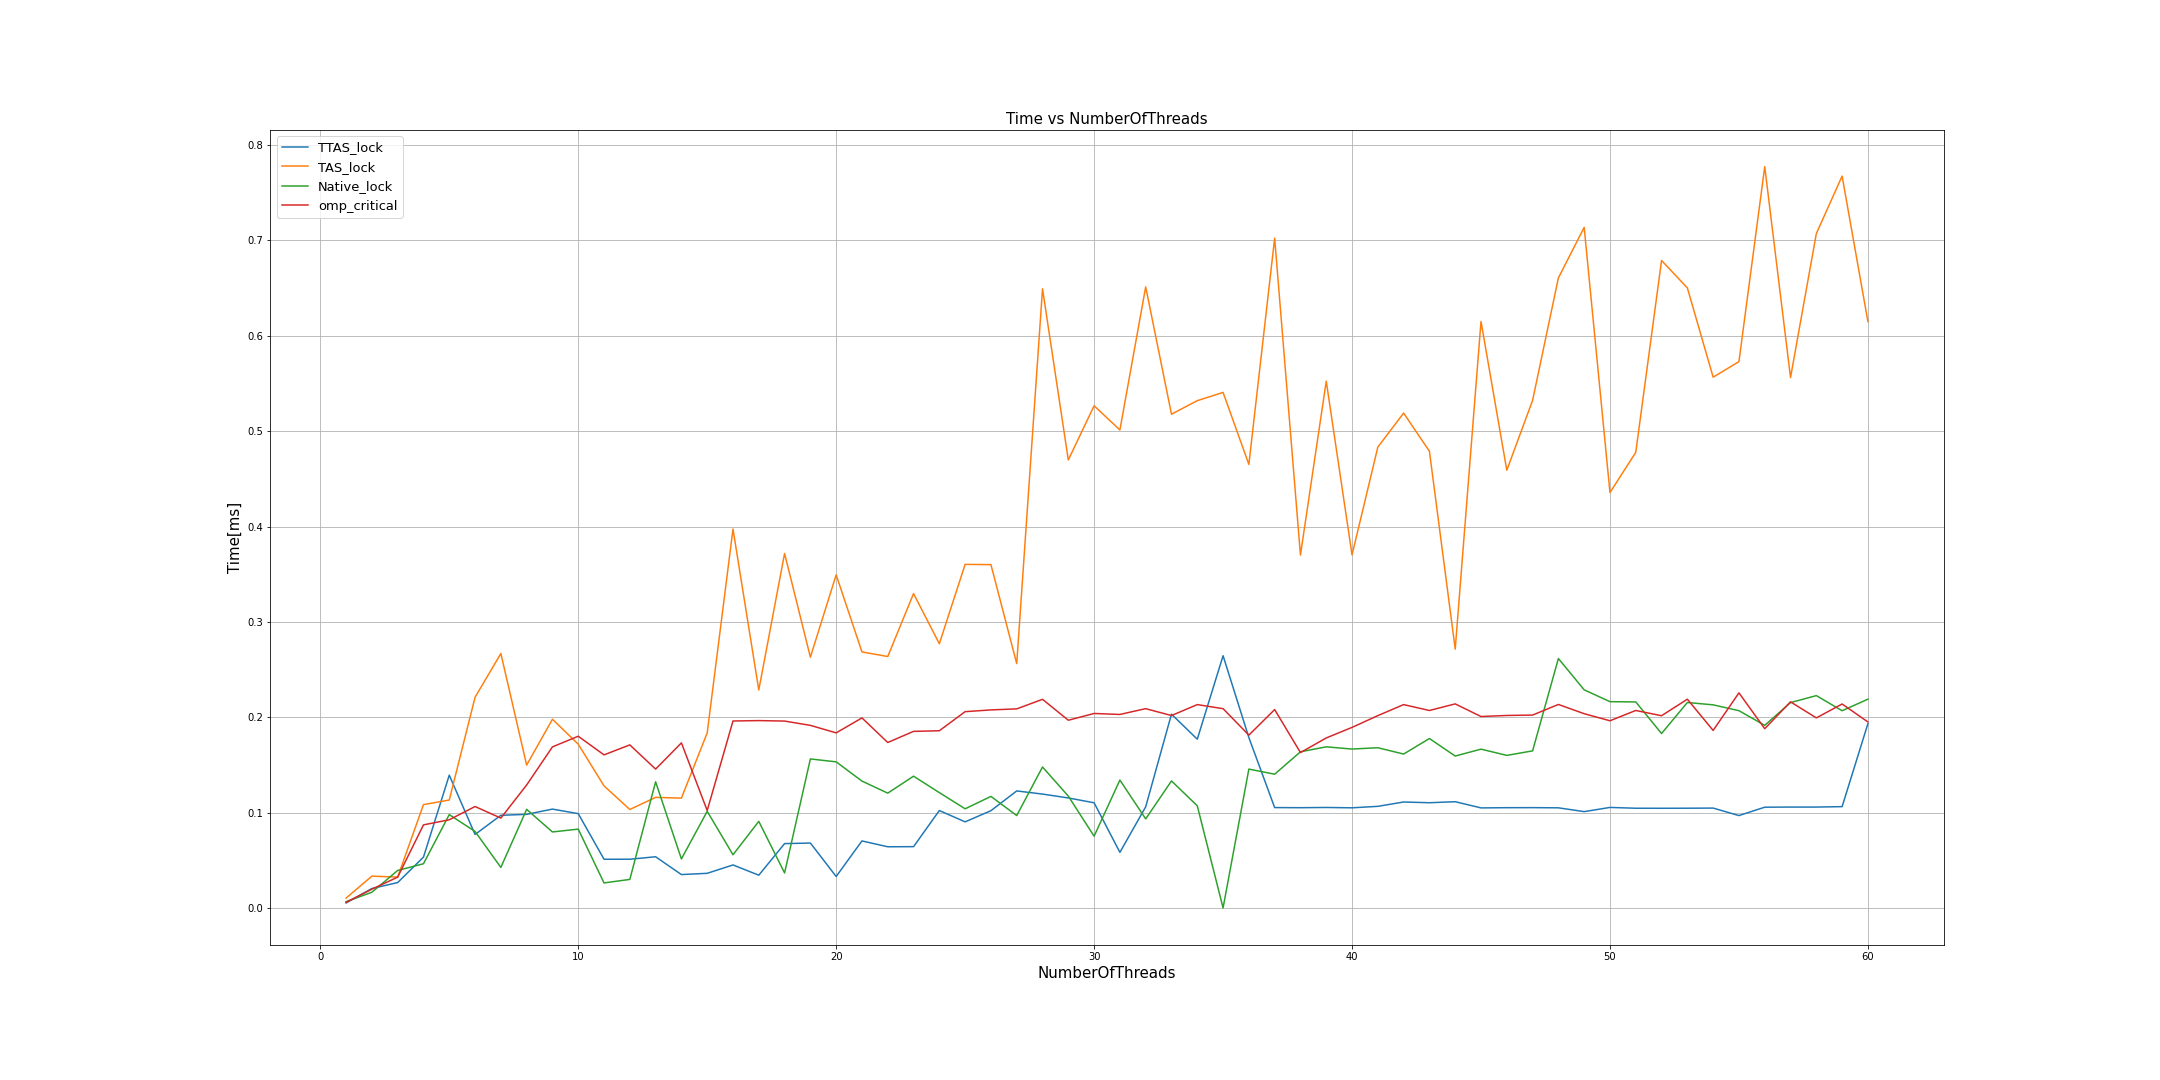 Time vs NumberOfThreads
TTAS_lock
TAS_lock
Native_lock
omp_critical
Time[ms]
0.8
0.7
0.6
0.5
0.4
0.3
0.2
0.1
0.0
0 10 20 30 40 50 60
NumberOfThreads